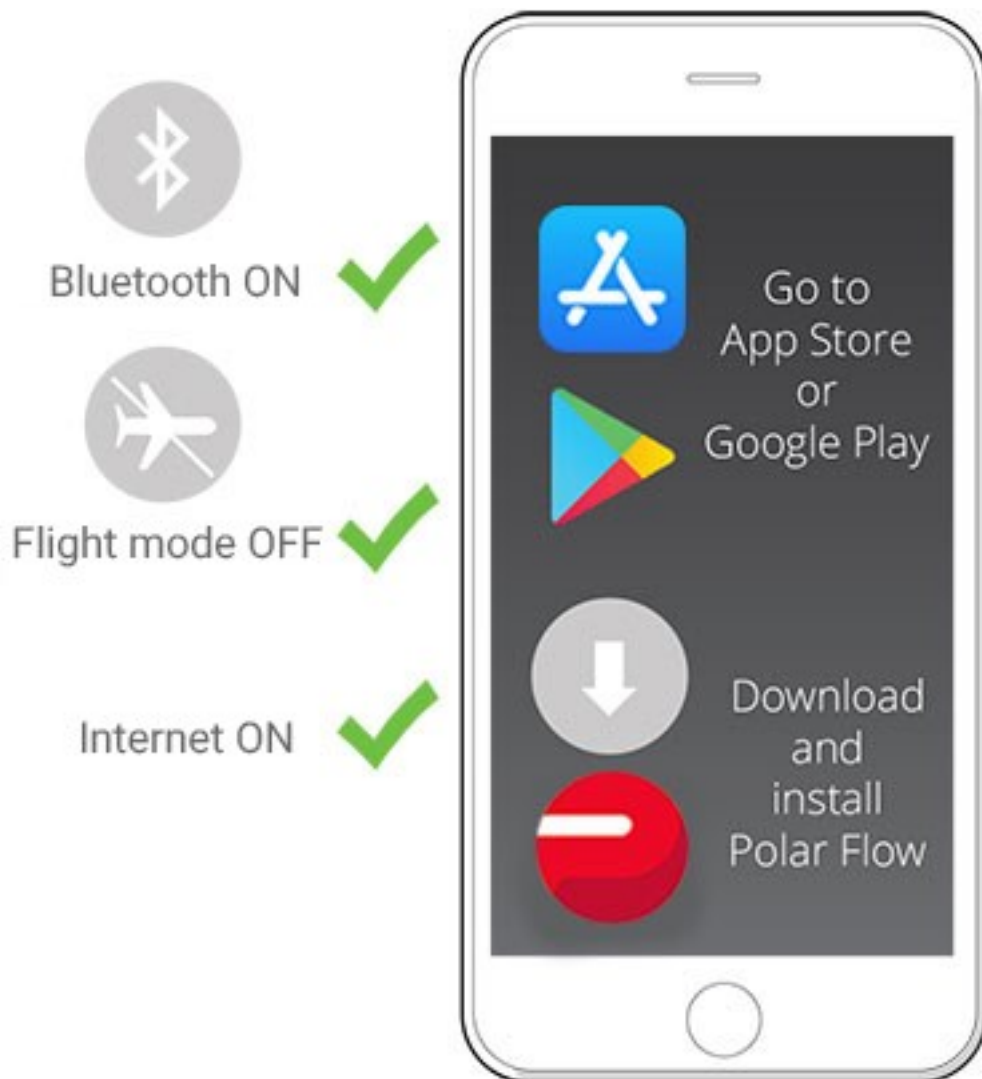 Bluetooth ON
Flight mode OFF
Internet ON
Go to
App Store
or
Google Play
Download
and
install
Polar Flow